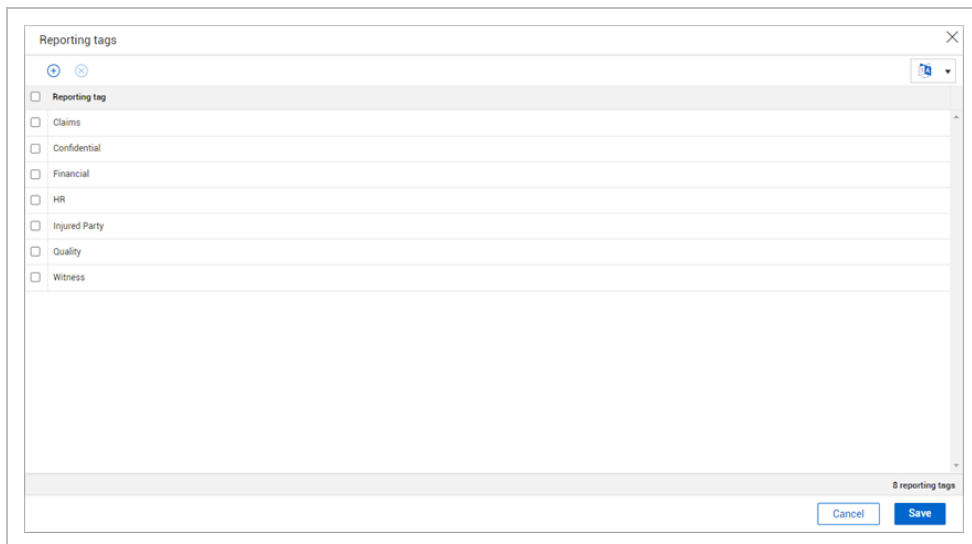 Reporting tags
Reporting tag
Claims
Confidential
Financial
HR
Injured Party
Quality
Witness
8 reporting tags
Cancel
Save